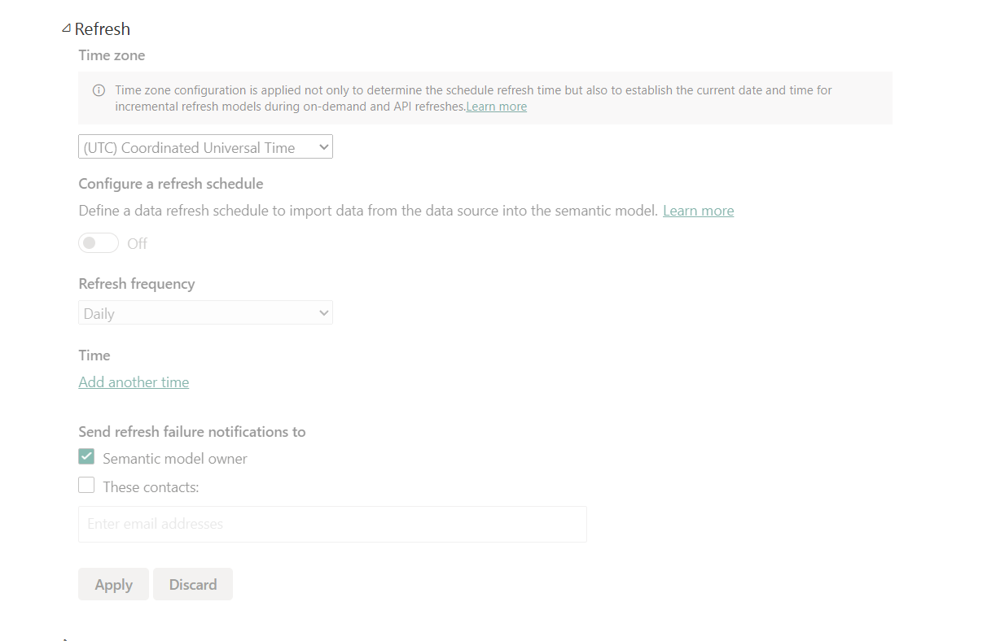 Refresh
Time zone
Time zone configuration is applied not only to determine the schedule refresh time but also to establish the current date and time for
incremental refresh models during on-demand and API refreshes.Learn more
(UTC) Coordinated Universal Time
Configure a refresh schedule
Define a data refresh schedule to import data from the data source into the semantic model. Learn more
Off
Refresh frequency
Daily
Time
Add another time
Send refresh failure notifications to
Semantic model owner
These contacts:
Enter email addresses
Apply Discard